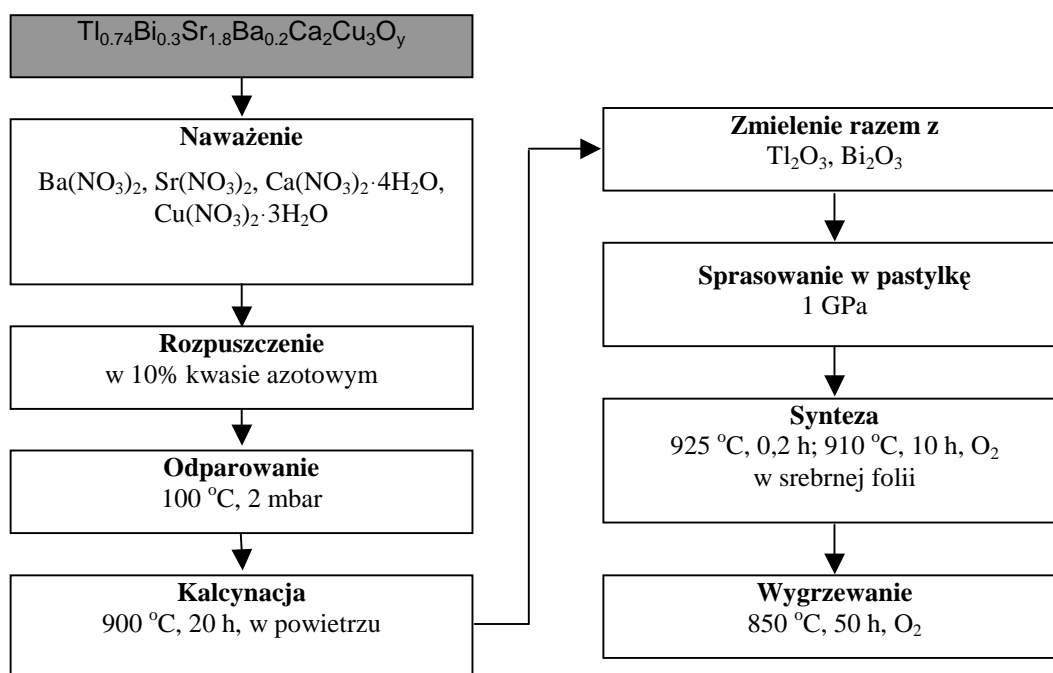 Tl0.74Bi0.3Sr1.8Ba0.2Ca2Cu3Oy
Naważenie
Ba(NO3)2, Sr(NO3)2, Ca(NO3)2·4H2O,
Cu(NO3)2·3H2O
Rozpuszczenie
w 10% kwasie azotowym
Odparowanie
100 °C, 2 mbar
Kalcynacja
900 °C, 20 h, w powietrzu
Zmielenie razem z
Tl2O3, Bi2O3
Sprasowanie w pastylkę
1 GPa
Synteza
925 °C, 0,2 h; 910 °C, 10 h, O2
w srebrnej folii
Wygrzewanie
850 °C, 50 h, O2